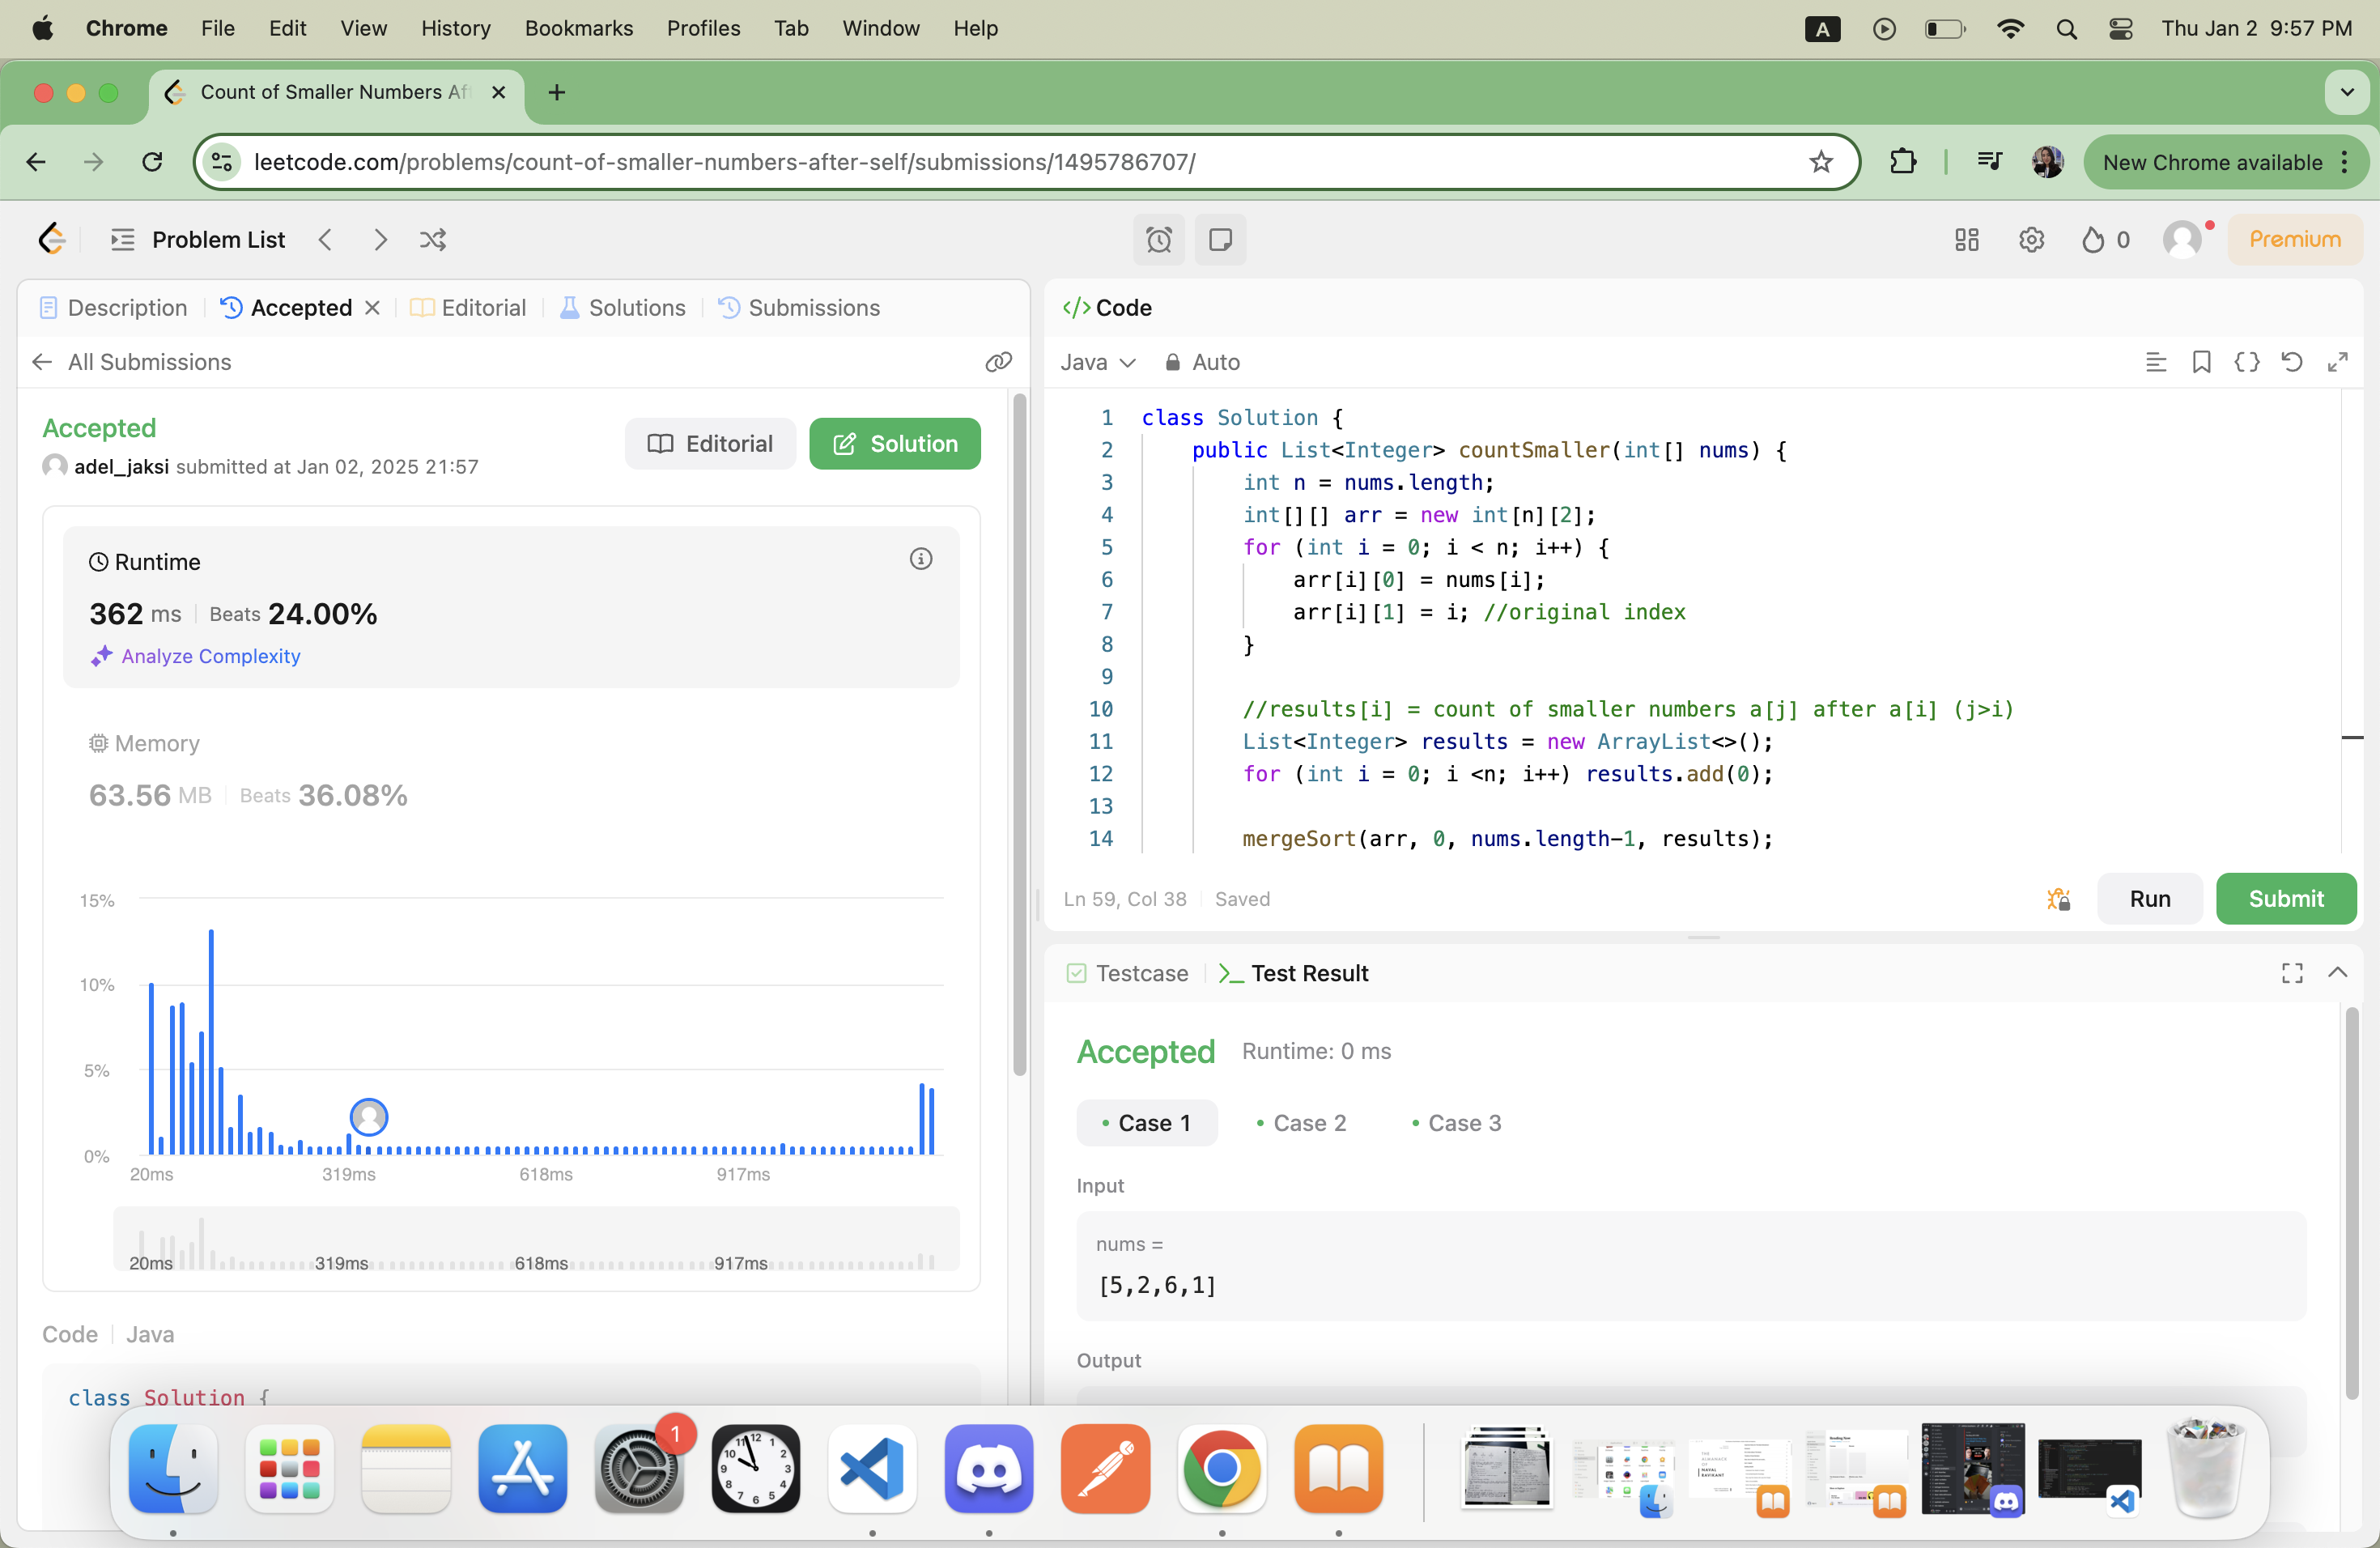 Chrome File Edit View History Bookmarks Profiles Tab Window Help A Thu Jan 2 9:57 PM
Count of Smaller Numbers Af
leetcode.com/problems/count-of-smaller-numbers-after-self/submissions/1495786707/ New Chrome available
Problem List 0 Premium
Description Accepted Editorial Solutions Submissions
All Submissions
Accepted
adel_jaksi submitted at Jan 02, 2025 21:57
Editorial Solution
Runtime
362 ms Beats 24.00%
Analyze Complexity
Memory
63.56 MB Beats 36.08%
15%
10%
5%
0%
20ms 319ms 618ms 917ms
20ms 319ms 618ms 917ms
Code Java
class Solution {
</> Code
Java Auto
1 class Solution {
2 public List<Integer> countSmaller(int[] nums) {
3 int n = nums.length;
4 int[][] arr = new int[n][2];
5 for (int i = 0; i < n; i++) {
6 arr[i][0] = nums[i];
7 arr[i][1] = i; //original index
8 }
9
10 //results[i] = count of smaller numbers a[j] after a[i] (j>i)
11 List<Integer> results = new ArrayList<>();
12 for (int i = 0; i <n; i++) results.add(0);
13
14 mergeSort(arr, 0, nums.length-1, results);
Ln 59, Col 38 Saved Run Submit
Testcase >_ Test Result
Accepted Runtime: 0 ms
Case 1 Case 2 Case 3
Input
nums =
[5,2,6,1]
Output
1